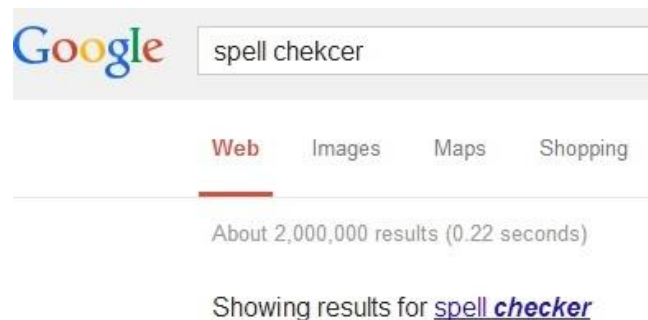 Google spell chekcer
Web Images Maps Shopping
About 2,000,000 results (0.22 seconds)
Showing results for spell checker